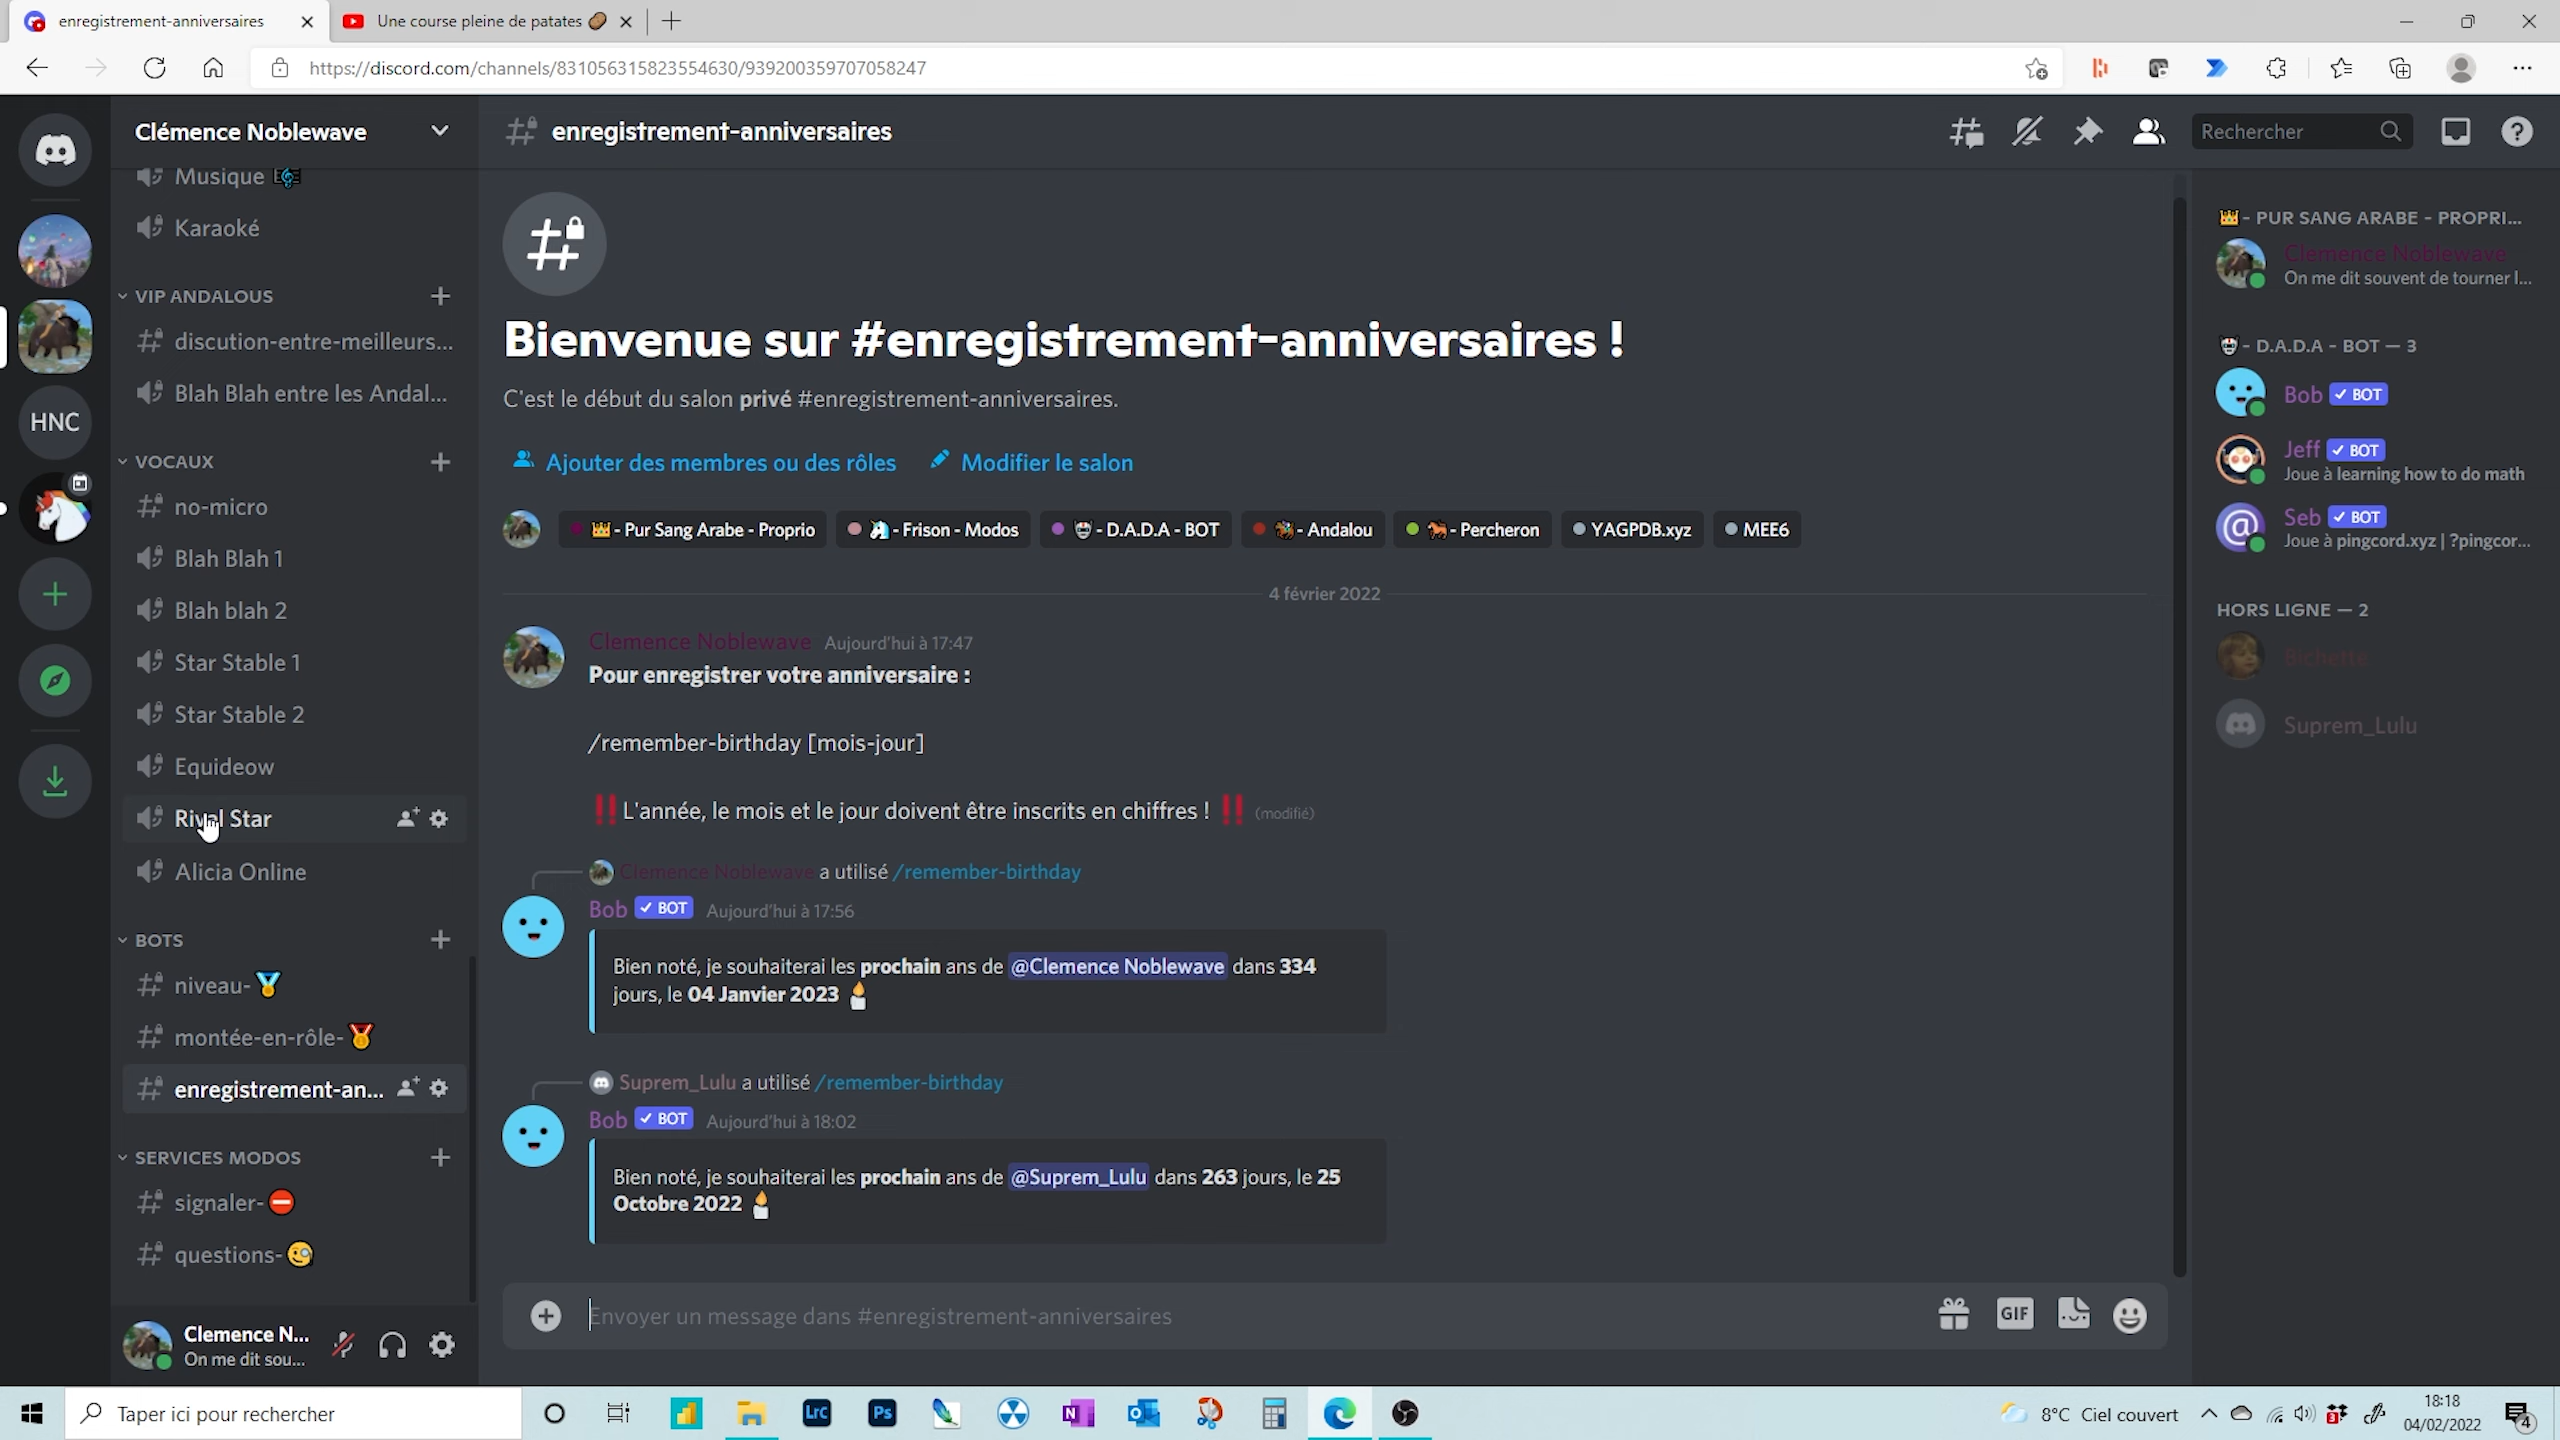 enregistrement-anniversaires
Une course pleine de patates 🥔
https://discord.com/channels/831056315823554630/939200359707058247
Clémence Noblewave
Musique 🎼
Karaoké
VIP ANDALOUS
discution-entre-meilleurs...
Blah Blah entre les Andal...
VOCAUX
no-micro
Blah Blah 1
Blah blah 2
Star Stable 1
Star Stable 2
Equideow
Rival Star
Alicia Online
BOTS
niveau-🏅
montée-en-rôle-🏅
enregistrement-an...
SERVICES MODOS
signaler-⛔
questions-🧐
Clemence N...
On me dit sou...
HNC
enregistrement-anniversaires
Rechercher
Bienvenue sur #enregistrement-anniversaires !
C'est le début du salon privé #enregistrement-anniversaires.
Ajouter des membres ou des rôles Modifier le salon
👑 - Pur Sang Arabe - Proprio 🦄 - Frison - Modos 🤖 - D.A.D.A - BOT 🏇 - Andalou 🐎 - Percheron YAGPDB.xyz MEE6
4 février 2022
Clemence Noblewave Aujourd'hui à 17:47
Pour enregistrer votre anniversaire :
/remember-birthday [mois-jour]
‼️ L'année, le mois et le jour doivent être inscrits en chiffres ! ‼️ (modifié)
Clemence Noblewave a utilisé /remember-birthday
Bob ✓ BOT Aujourd'hui à 17:56
Bien noté, je souhaiterai les prochain ans de @Clemence Noblewave dans 334
jours, le 04 Janvier 2023 🕯️
Suprem_Lulu a utilisé /remember-birthday
Bob ✓ BOT Aujourd'hui à 18:02
Bien noté, je souhaiterai les prochain ans de @Suprem_Lulu dans 263 jours, le 25
Octobre 2022 🕯️
Envoyer un message dans #enregistrement-anniversaires
GIF
👑 - PUR SANG ARABE - PROPRI...
Clemence Noblewave
On me dit souvent de tourner l...
🤖 - D.A.D.A - BOT — 3
Bob ✓ BOT
Jeff ✓ BOT
Joue à learning how to do math
Seb ✓ BOT
Joue à pingcord.xyz | ?pingcor...
HORS LIGNE — 2
Bichette
Suprem_Lulu
Taper ici pour rechercher
LrC
Ps
N
8°C Ciel couvert
3
18:18
04/02/2022
4